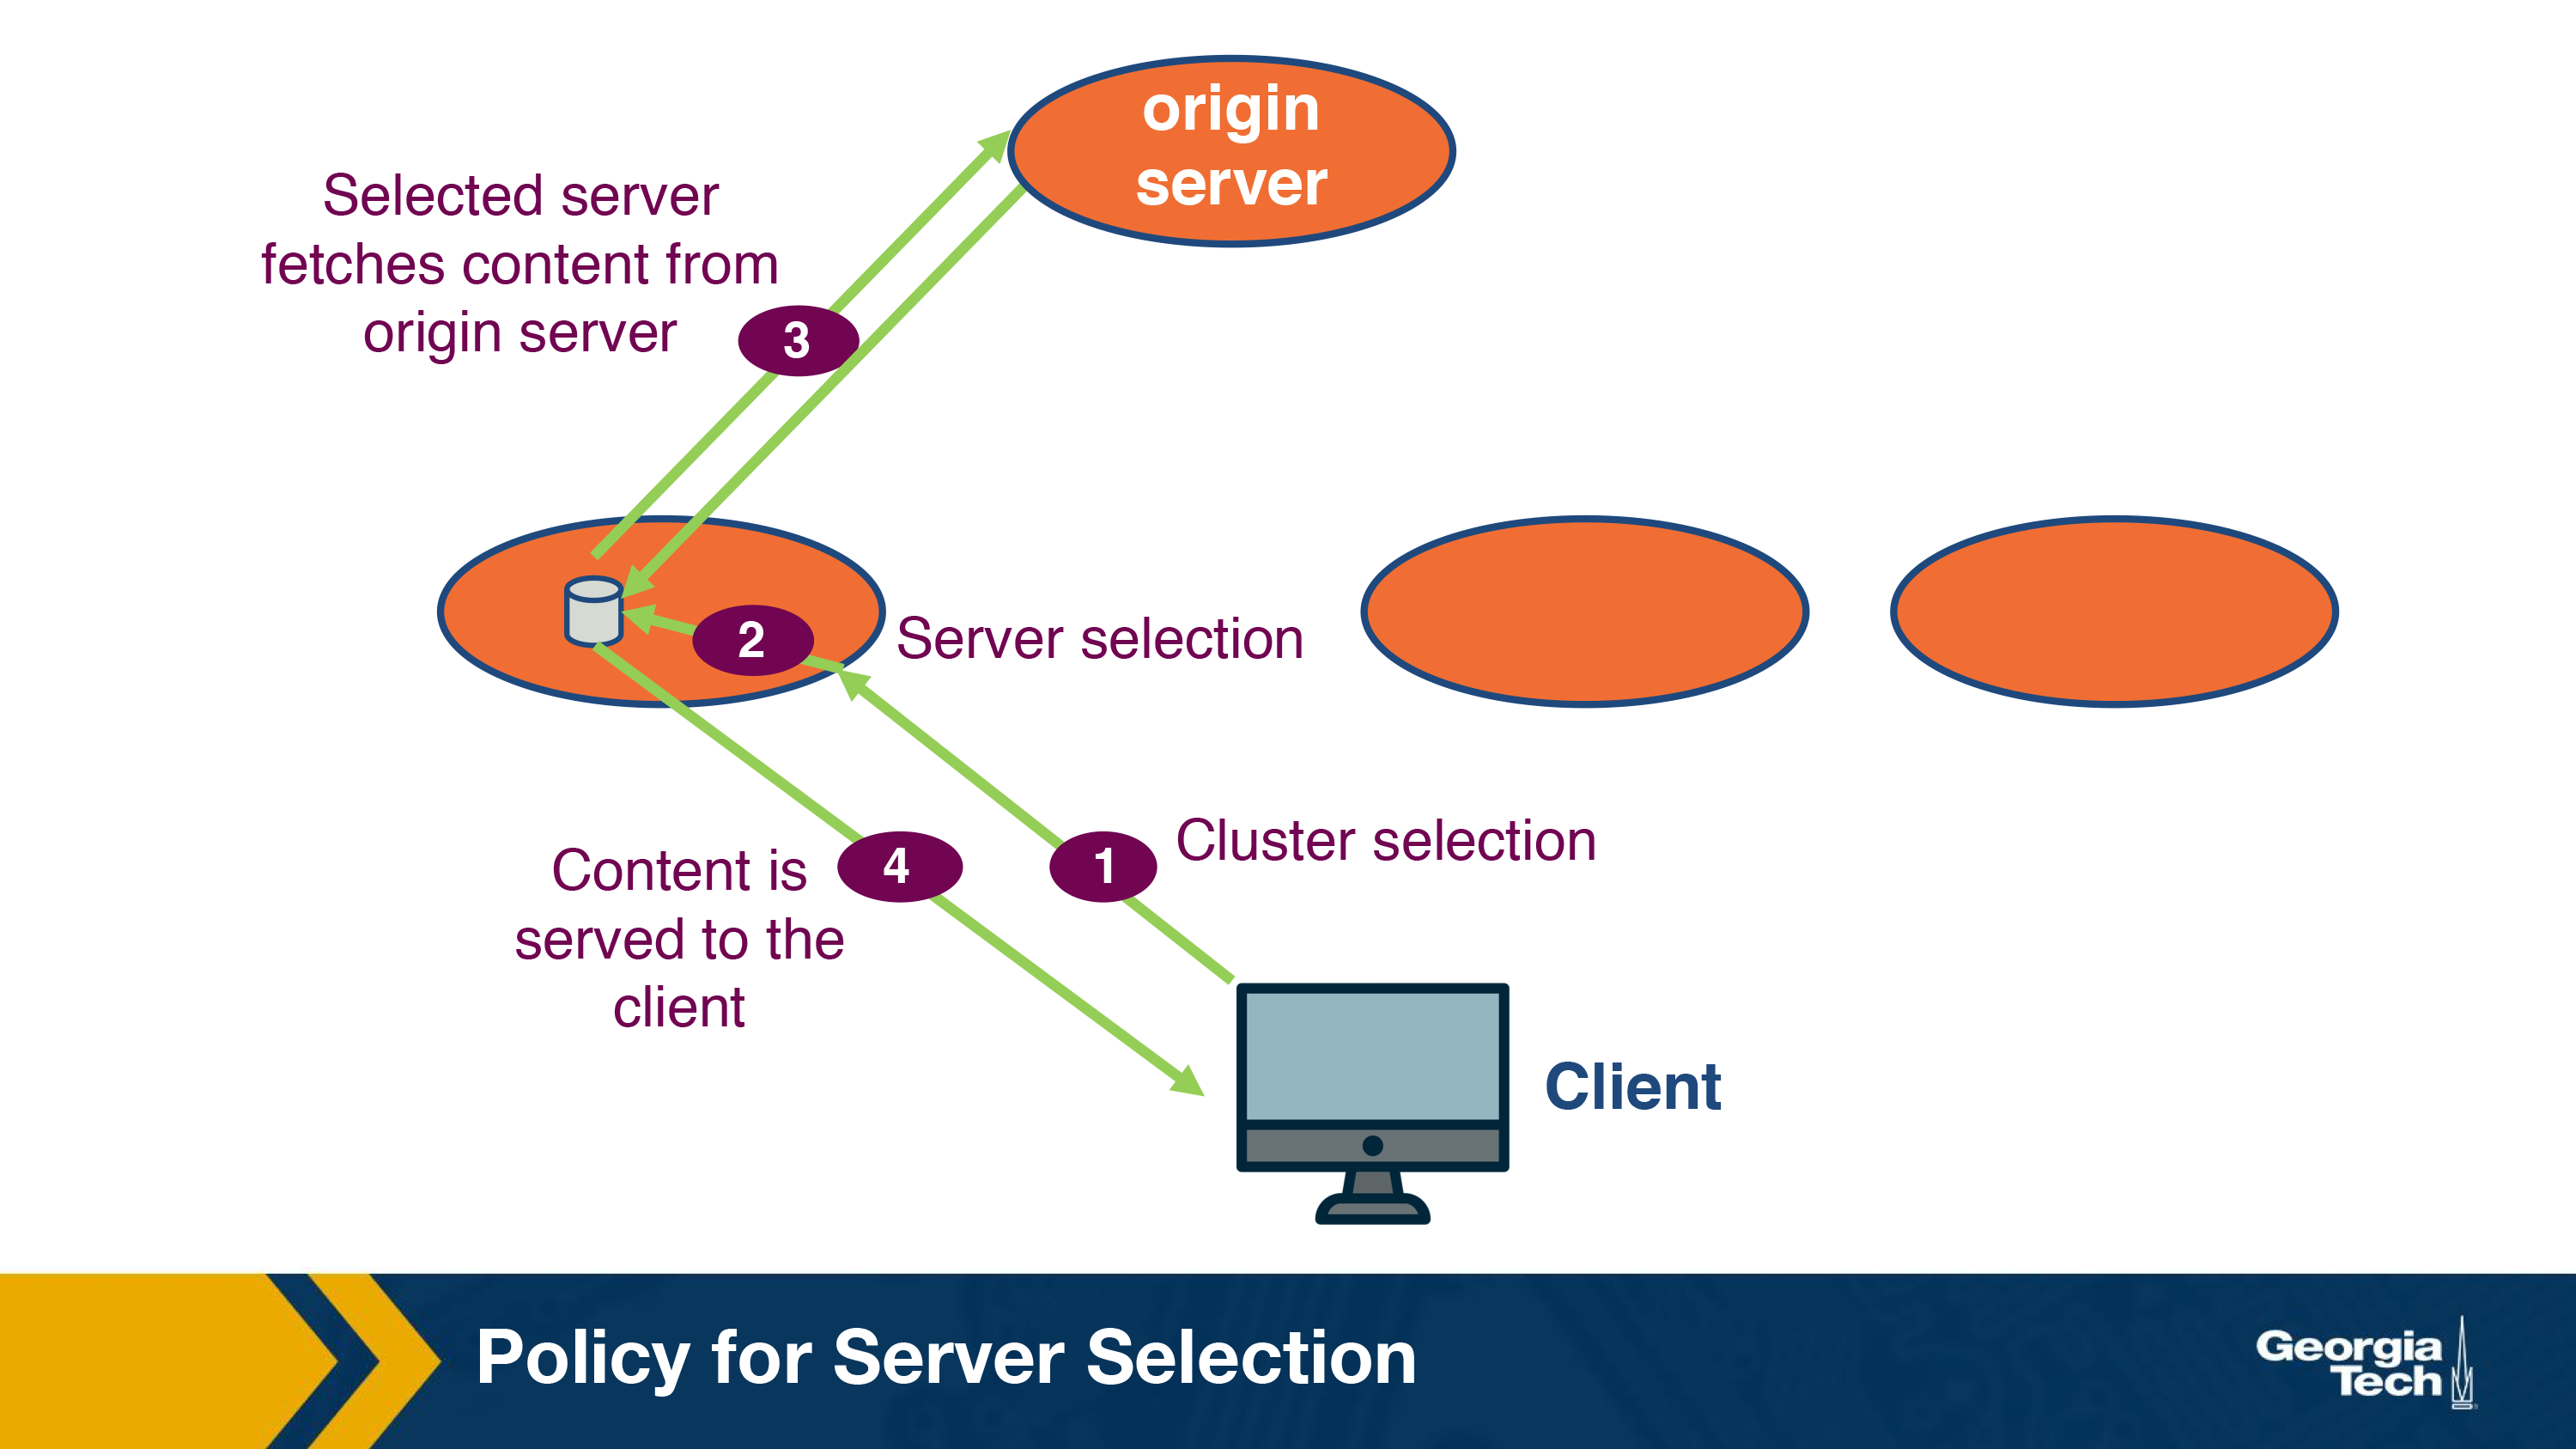 origin
server
Selected server
fetches content from
origin server
3
2
Server selection
Cluster selection
1
4
Content is
served to the
client
Client
Policy for Server Selection
Georgia
Tech